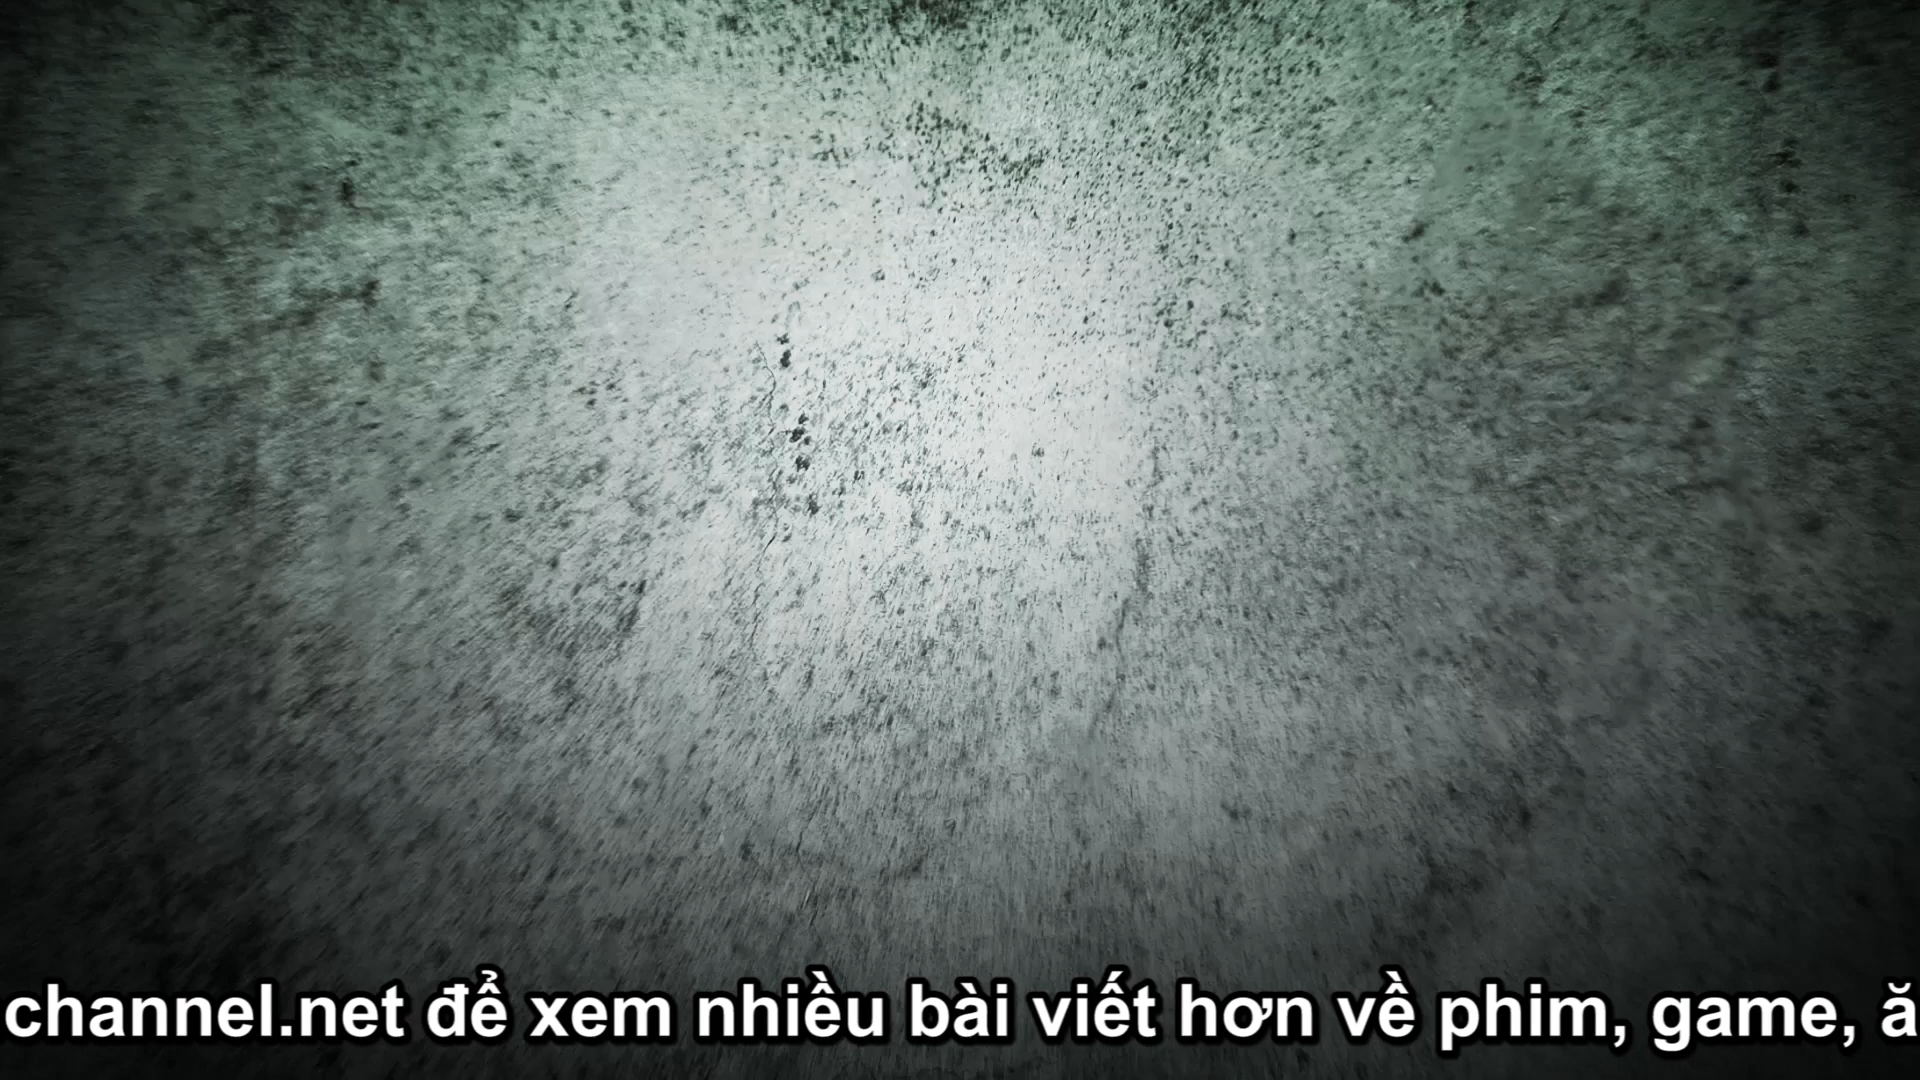 channel.net để xem nhiều bài viết hơn về phim, game, ă